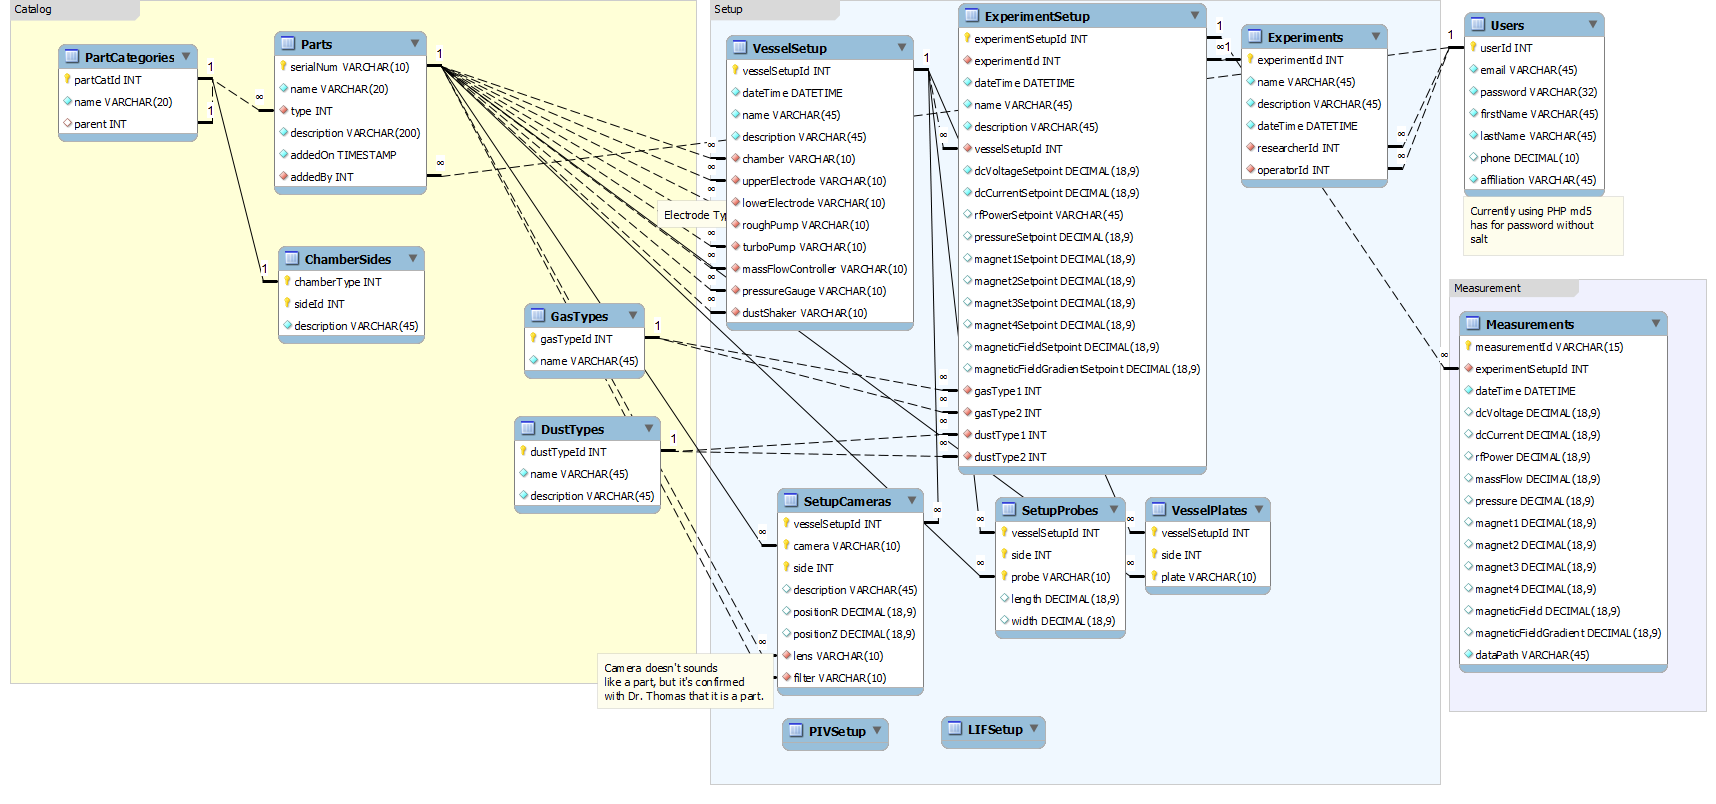 Catalog
PartCategories
partCatId INT
name VARCHAR(20)
parent INT
1
1
∞
Parts
serialNum VARCHAR(10)
name VARCHAR(20)
type INT
description VARCHAR(200)
addedOn TIMESTAMP
addedBy INT
1
∞
ChamberSides
chamberType INT
sideId INT
description VARCHAR(45)
1
GasTypes
gasTypeId INT
name VARCHAR(45)
1
DustTypes
dustTypeId INT
name VARCHAR(45)
description VARCHAR(45)
1
Camera doesn't sounds
like a part, but it's confirmed
with Dr. Thomas that it is a part.
Setup
VesselSetup
vesselSetupId INT
dateTime DATETIME
name VARCHAR(45)
description VARCHAR(45)
chamber VARCHAR(10)
upperElectrode VARCHAR(10)
lowerElectrode VARCHAR(10)
roughPump VARCHAR(10)
turboPump VARCHAR(10)
massFlowController VARCHAR(10)
pressureGauge VARCHAR(10)
dustShaker VARCHAR(10)
1
∞
∞
∞
∞
∞
∞
∞
Electrode Ty
ExperimentSetup
experimentSetupId INT
experimentId INT
dateTime DATETIME
name VARCHAR(45)
description VARCHAR(45)
vesselSetupId INT
dcVoltageSetpoint DECIMAL(18,9)
dcCurrentSetpoint DECIMAL(18,9)
rfPowerSetpoint VARCHAR(45)
pressureSetpoint DECIMAL(18,9)
magnet1Setpoint DECIMAL(18,9)
magnet2Setpoint DECIMAL(18,9)
magnet3Setpoint DECIMAL(18,9)
magnet4Setpoint DECIMAL(18,9)
magneticFieldSetpoint DECIMAL(18,9)
magneticFieldGradientSetpoint DECIMAL(18,9)
gasType1 INT
gasType2 INT
dustType1 INT
dustType2 INT
∞
∞
∞
∞
∞
1
∞1
Experiments
experimentId INT
name VARCHAR(45)
description VARCHAR(45)
dateTime DATETIME
researcherId INT
operatorId INT
∞
∞
SetupCameras
vesselSetupId INT
camera VARCHAR(10)
side INT
description VARCHAR(45)
positionR DECIMAL(18,9)
positionZ DECIMAL(18,9)
lens VARCHAR(10)
filter VARCHAR(10)
∞
∞
∞
SetupProbes
vesselSetupId INT
side INT
probe VARCHAR(10)
length DECIMAL(18,9)
width DECIMAL(18,9)
∞
∞
VesselPlates
vesselSetupId INT
side INT
plate VARCHAR(10)
∞
∞
PIVSetup
LIFSetup
Users
userId INT
email VARCHAR(45)
password VARCHAR(32)
firstName VARCHAR(45)
lastName VARCHAR(45)
phone DECIMAL(10)
affiliation VARCHAR(45)
1
Currently using PHP md5
has for password without
salt
Measurement
Measurements
measurementId VARCHAR(15)
experimentSetupId INT
dateTime DATETIME
dcVoltage DECIMAL(18,9)
dcCurrent DECIMAL(18,9)
rfPower DECIMAL(18,9)
massFlow DECIMAL(18,9)
pressure DECIMAL(18,9)
magnet1 DECIMAL(18,9)
magnet2 DECIMAL(18,9)
magnet3 DECIMAL(18,9)
magnet4 DECIMAL(18,9)
magneticField DECIMAL(18,9)
magneticFieldGradient DECIMAL(18,9)
dataPath VARCHAR(45)
∞